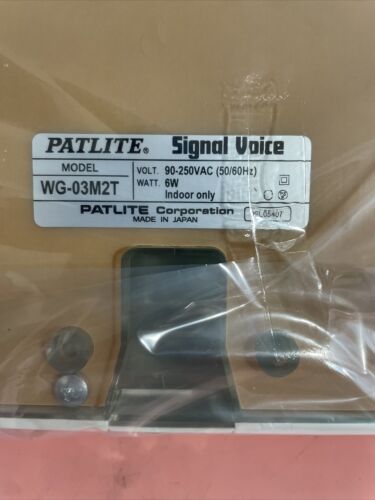 PATLITE® Signal Voice
MODEL
WG-03M2T
VOLT. 90-250VAC (50/60Hz)
WATT. 6W
Indoor only
PATLITE Corporation
MADE IN JAPAN